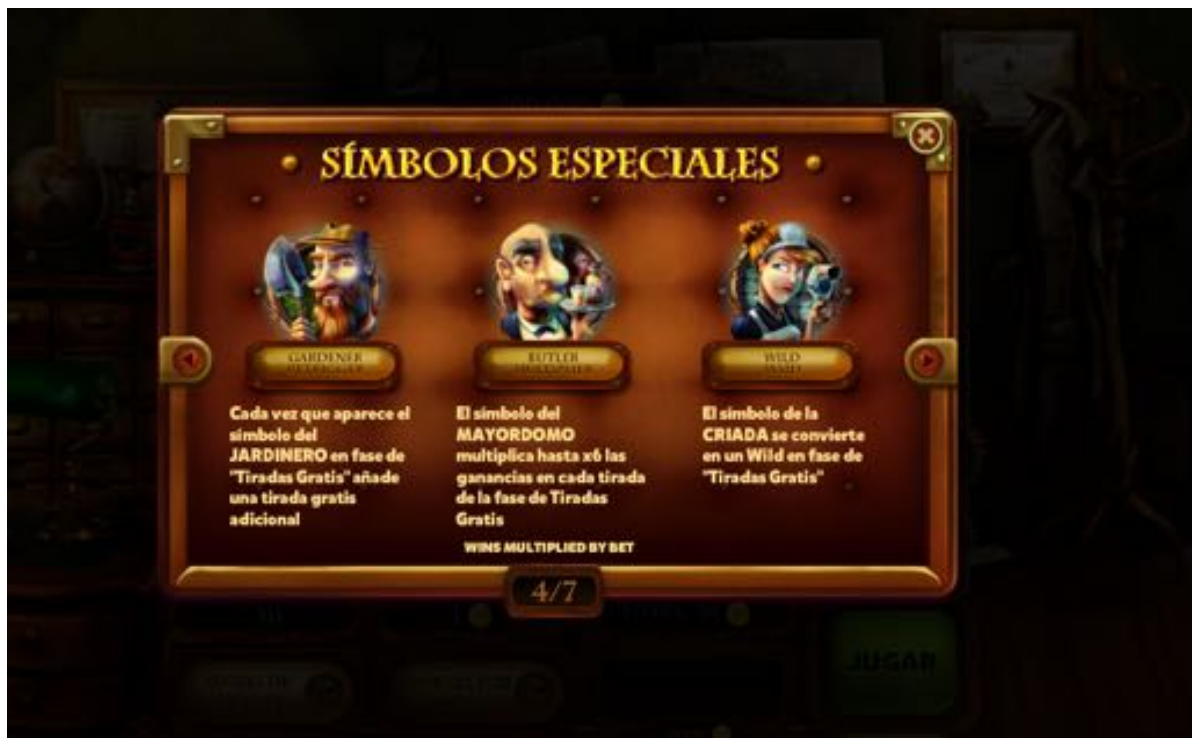 SÍMBOLOS ESPECIALES
GARDENER
RETRIGGER
BUTLER
MULTIPLIER
WILD
Cada vez que aparece el
símbolo del
JARDINERO en fase de
"Tiradas Gratis" añade
una tirada gratis
adicional
El símbolo del
MAYORDOMO
multiplica hasta x6 las
ganancias en cada tirada
de la fase de Tiradas
Gratis
El símbolo de la
CRIADA se convierte
en un Wild en fase de
"Tiradas Gratis"
WINS MULTIPLIED BY BET
4/7
JUGAR